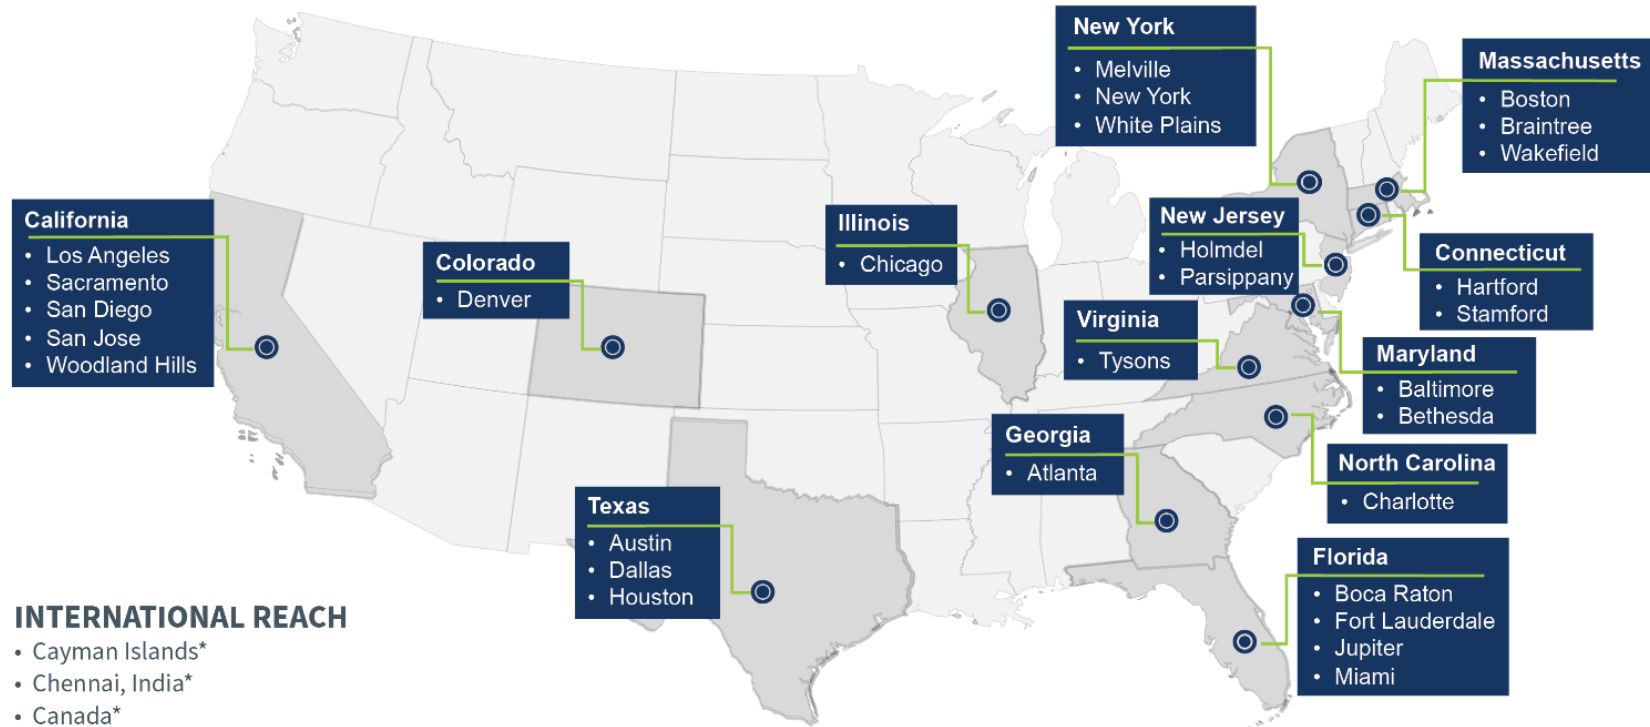 New York
• Melville
• New York
• White Plains
Massachusetts
• Boston
• Braintree
• Wakefield
California
• Los Angeles
• Sacramento
• San Diego
• San Jose
• Woodland Hills
Colorado
• Denver
Illinois
• Chicago
New Jersey
• Holmdel
• Parsippany
Connecticut
• Hartford
• Stamford
Virginia
• Tysons
Maryland
• Baltimore
• Bethesda
Georgia
• Atlanta
North Carolina
• Charlotte
Texas
• Austin
• Dallas
• Houston
Florida
• Boca Raton
• Fort Lauderdale
• Jupiter
• Miami
INTERNATIONAL REACH
• Cayman Islands*
• Chennai, India*
• Canada*